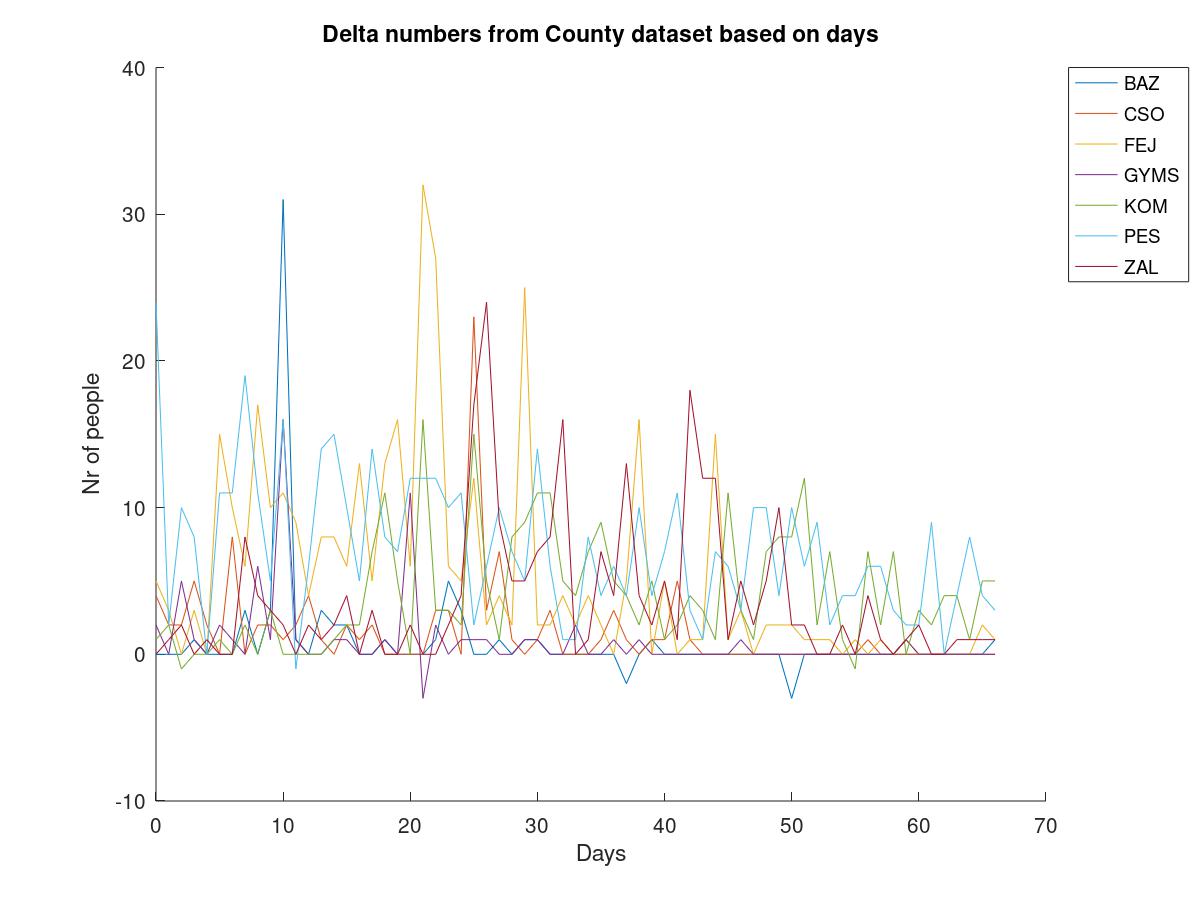 Delta numbers from County dataset based on days
BAZ
CSO
FEJ
GYMS
KOM
PES
ZAL
Nr of people
40
30
20
10
0
-10
0 10 20 30 40 50 60 70
Days